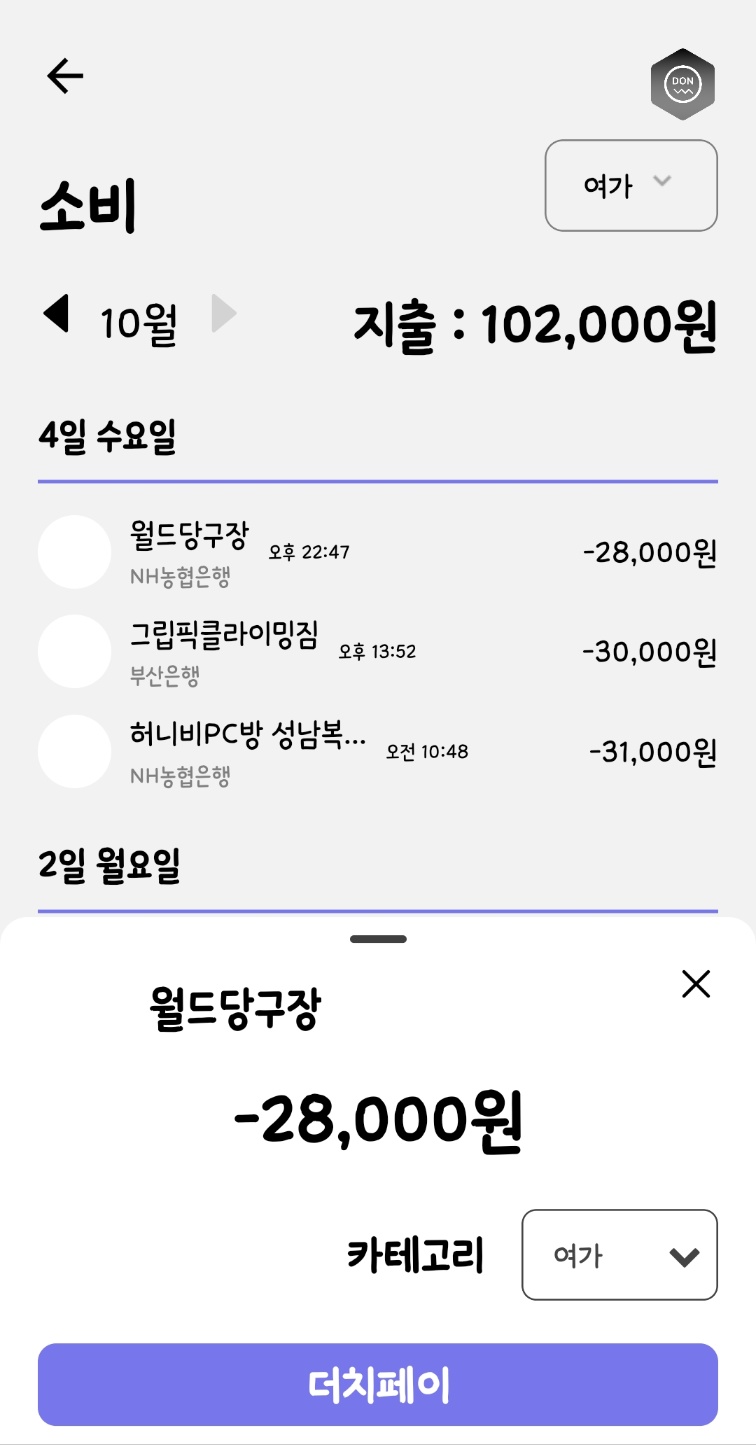 DON
여가
소비
10월
지출 : 102,000원
4일 수요일
월드당구장 오후 22:47 -28,000원
NH농협은행
그립픽클라이밍짐 오후 13:52 -30,000원
부산은행
허니비PC방 성남복... 오전 10:48 -31,000원
NH농협은행
2일 월요일
월드당구장
-28,000원
카테고리 여가
더치페이